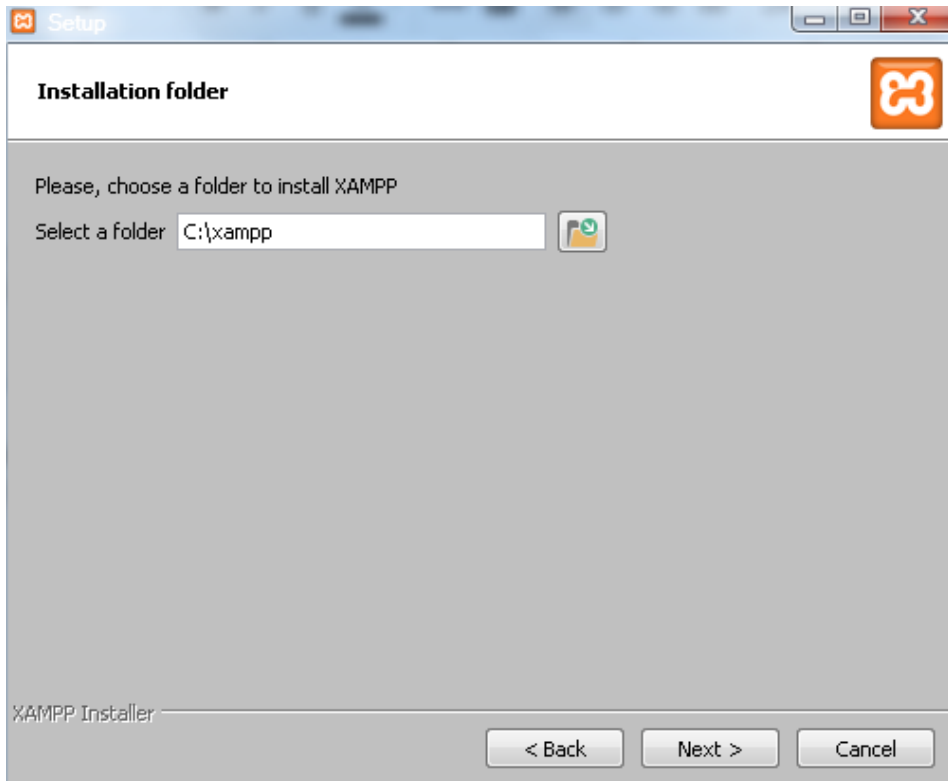 Setup
Installation folder
Please, choose a folder to install XAMPP
Select a folder C:\xampp
XAMPP Installer
< Back Next > Cancel